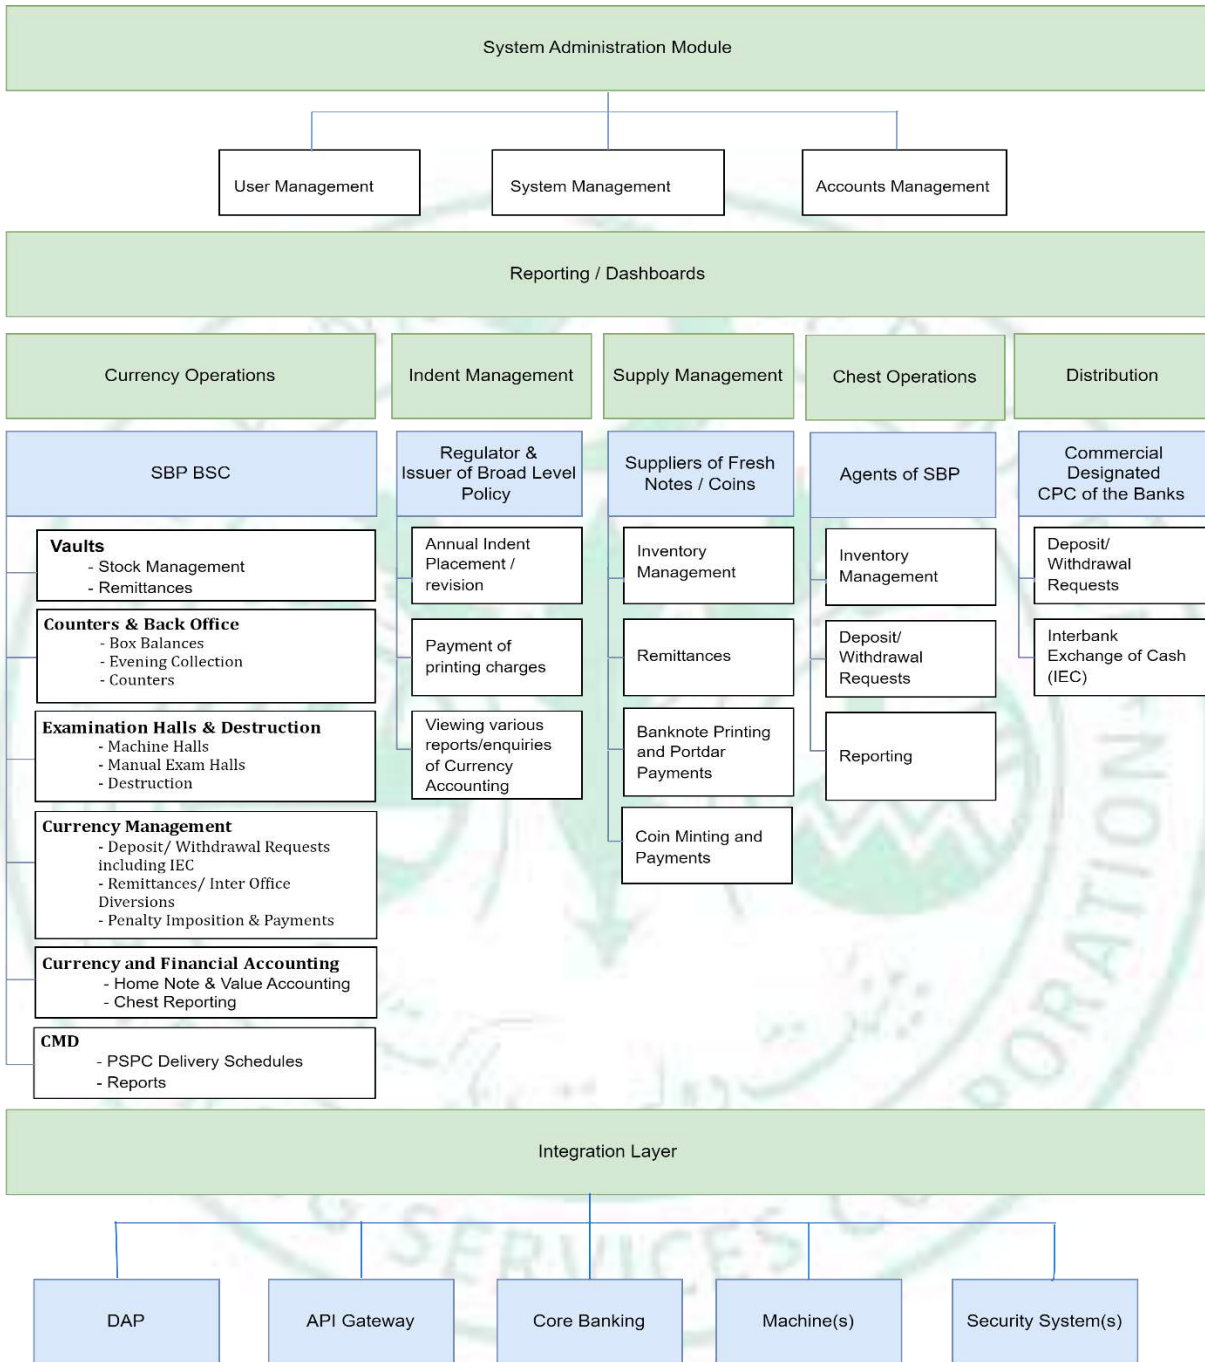 System Administration Module
User Management
System Management
Accounts Management
Reporting / Dashboards
Currency Operations
Indent Management
Supply Management
Chest Operations
Distribution
SBP BSC
Regulator &
Issuer of Broad Level
Policy
Suppliers of Fresh
Notes / Coins
Agents of SBP
Commercial
Designated
CPC of the Banks
Vaults
- Stock Management
- Remittances
Counters & Back Office
- Box Balances
- Evening Collection
- Counters
Examination Halls & Destruction
- Machine Halls
- Manual Exam Halls
- Destruction
Currency Management
- Deposit/ Withdrawal Requests
including IEC
- Remittances/ Inter Office
Diversions
- Penalty Imposition & Payments
Currency and Financial Accounting
- Home Note & Value Accounting
- Chest Reporting
CMD
- PSPC Delivery Schedules
- Reports
Annual Indent
Placement /
revision
Payment of
printing charges
Viewing various
reports/enquiries
of Currency
Accounting
Inventory
Management
Remittances
Banknote Printing
and Portdar
Payments
Coin Minting and
Payments
Inventory
Management
Deposit/
Withdrawal
Requests
Reporting
Deposit/
Withdrawal
Requests
Interbank
Exchange of Cash
(IEC)
Integration Layer
DAP
API Gateway
Core Banking
Machine(s)
Security System(s)
SERVICES CORPORATION